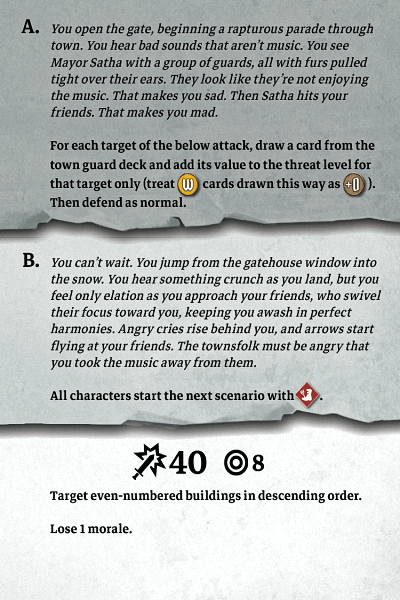 A. You open the gate, beginning a rapturous parade through
town. You hear bad sounds that aren't music. You see
Mayor Satha with a group of guards, all with furs pulled
tight over their ears. They look like they're not enjoying
the music. That makes you sad. Then Satha hits your
friends. That makes you mad.
For each target of the below attack, draw a card from the
town guard deck and add its value to the threat level for
that target only (treat W cards drawn this way as +0 ).
Then defend as normal.
B. You can't wait. You jump from the gatehouse window into
the snow. You hear something crunch as you land, but you
feel only elation as you approach your friends, who swivel
their focus toward you, keeping you awash in perfect
harmonies. Angry cries rise behind you, and arrows start
flying at your friends. The townsfolk must be angry that
you took the music away from them.
All characters start the next scenario with .
40 8
Target even-numbered buildings in descending order.
Lose 1 morale.